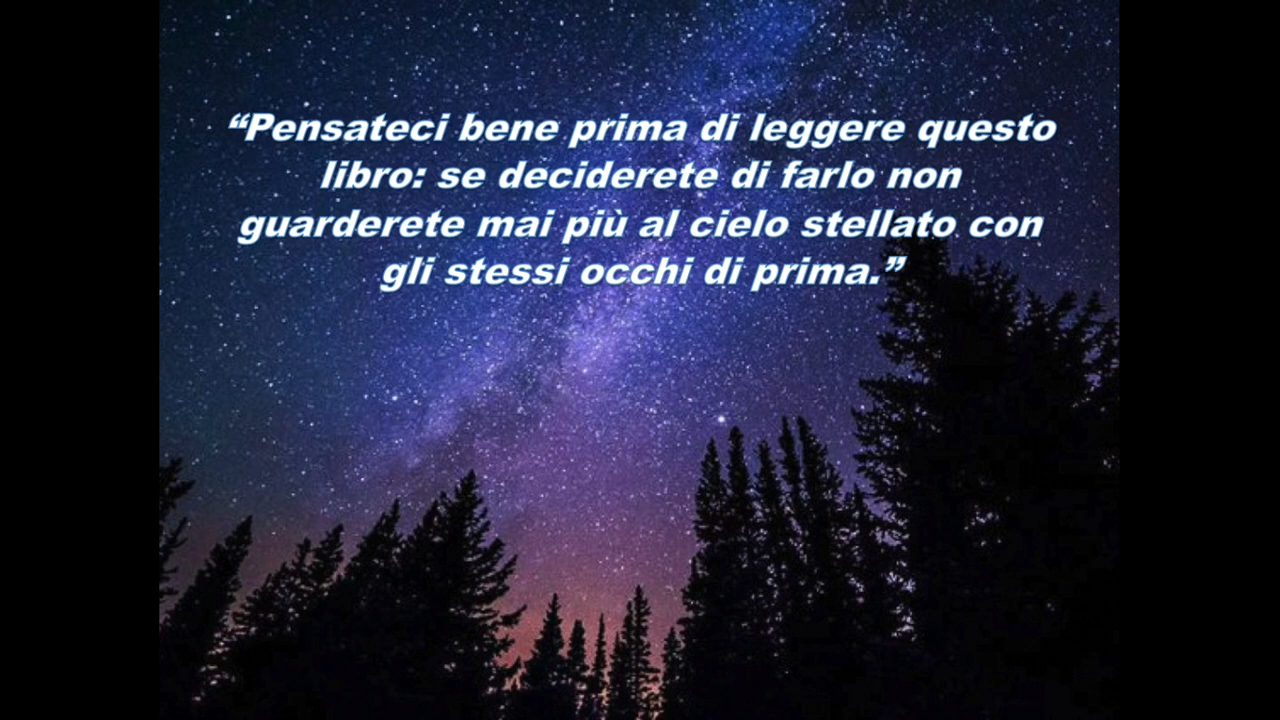 “Pensateci bene prima di leggere questo
libro: se deciderete di farlo non
guarderete mai più al cielo stellato con
gli stessi occhi di prima.”